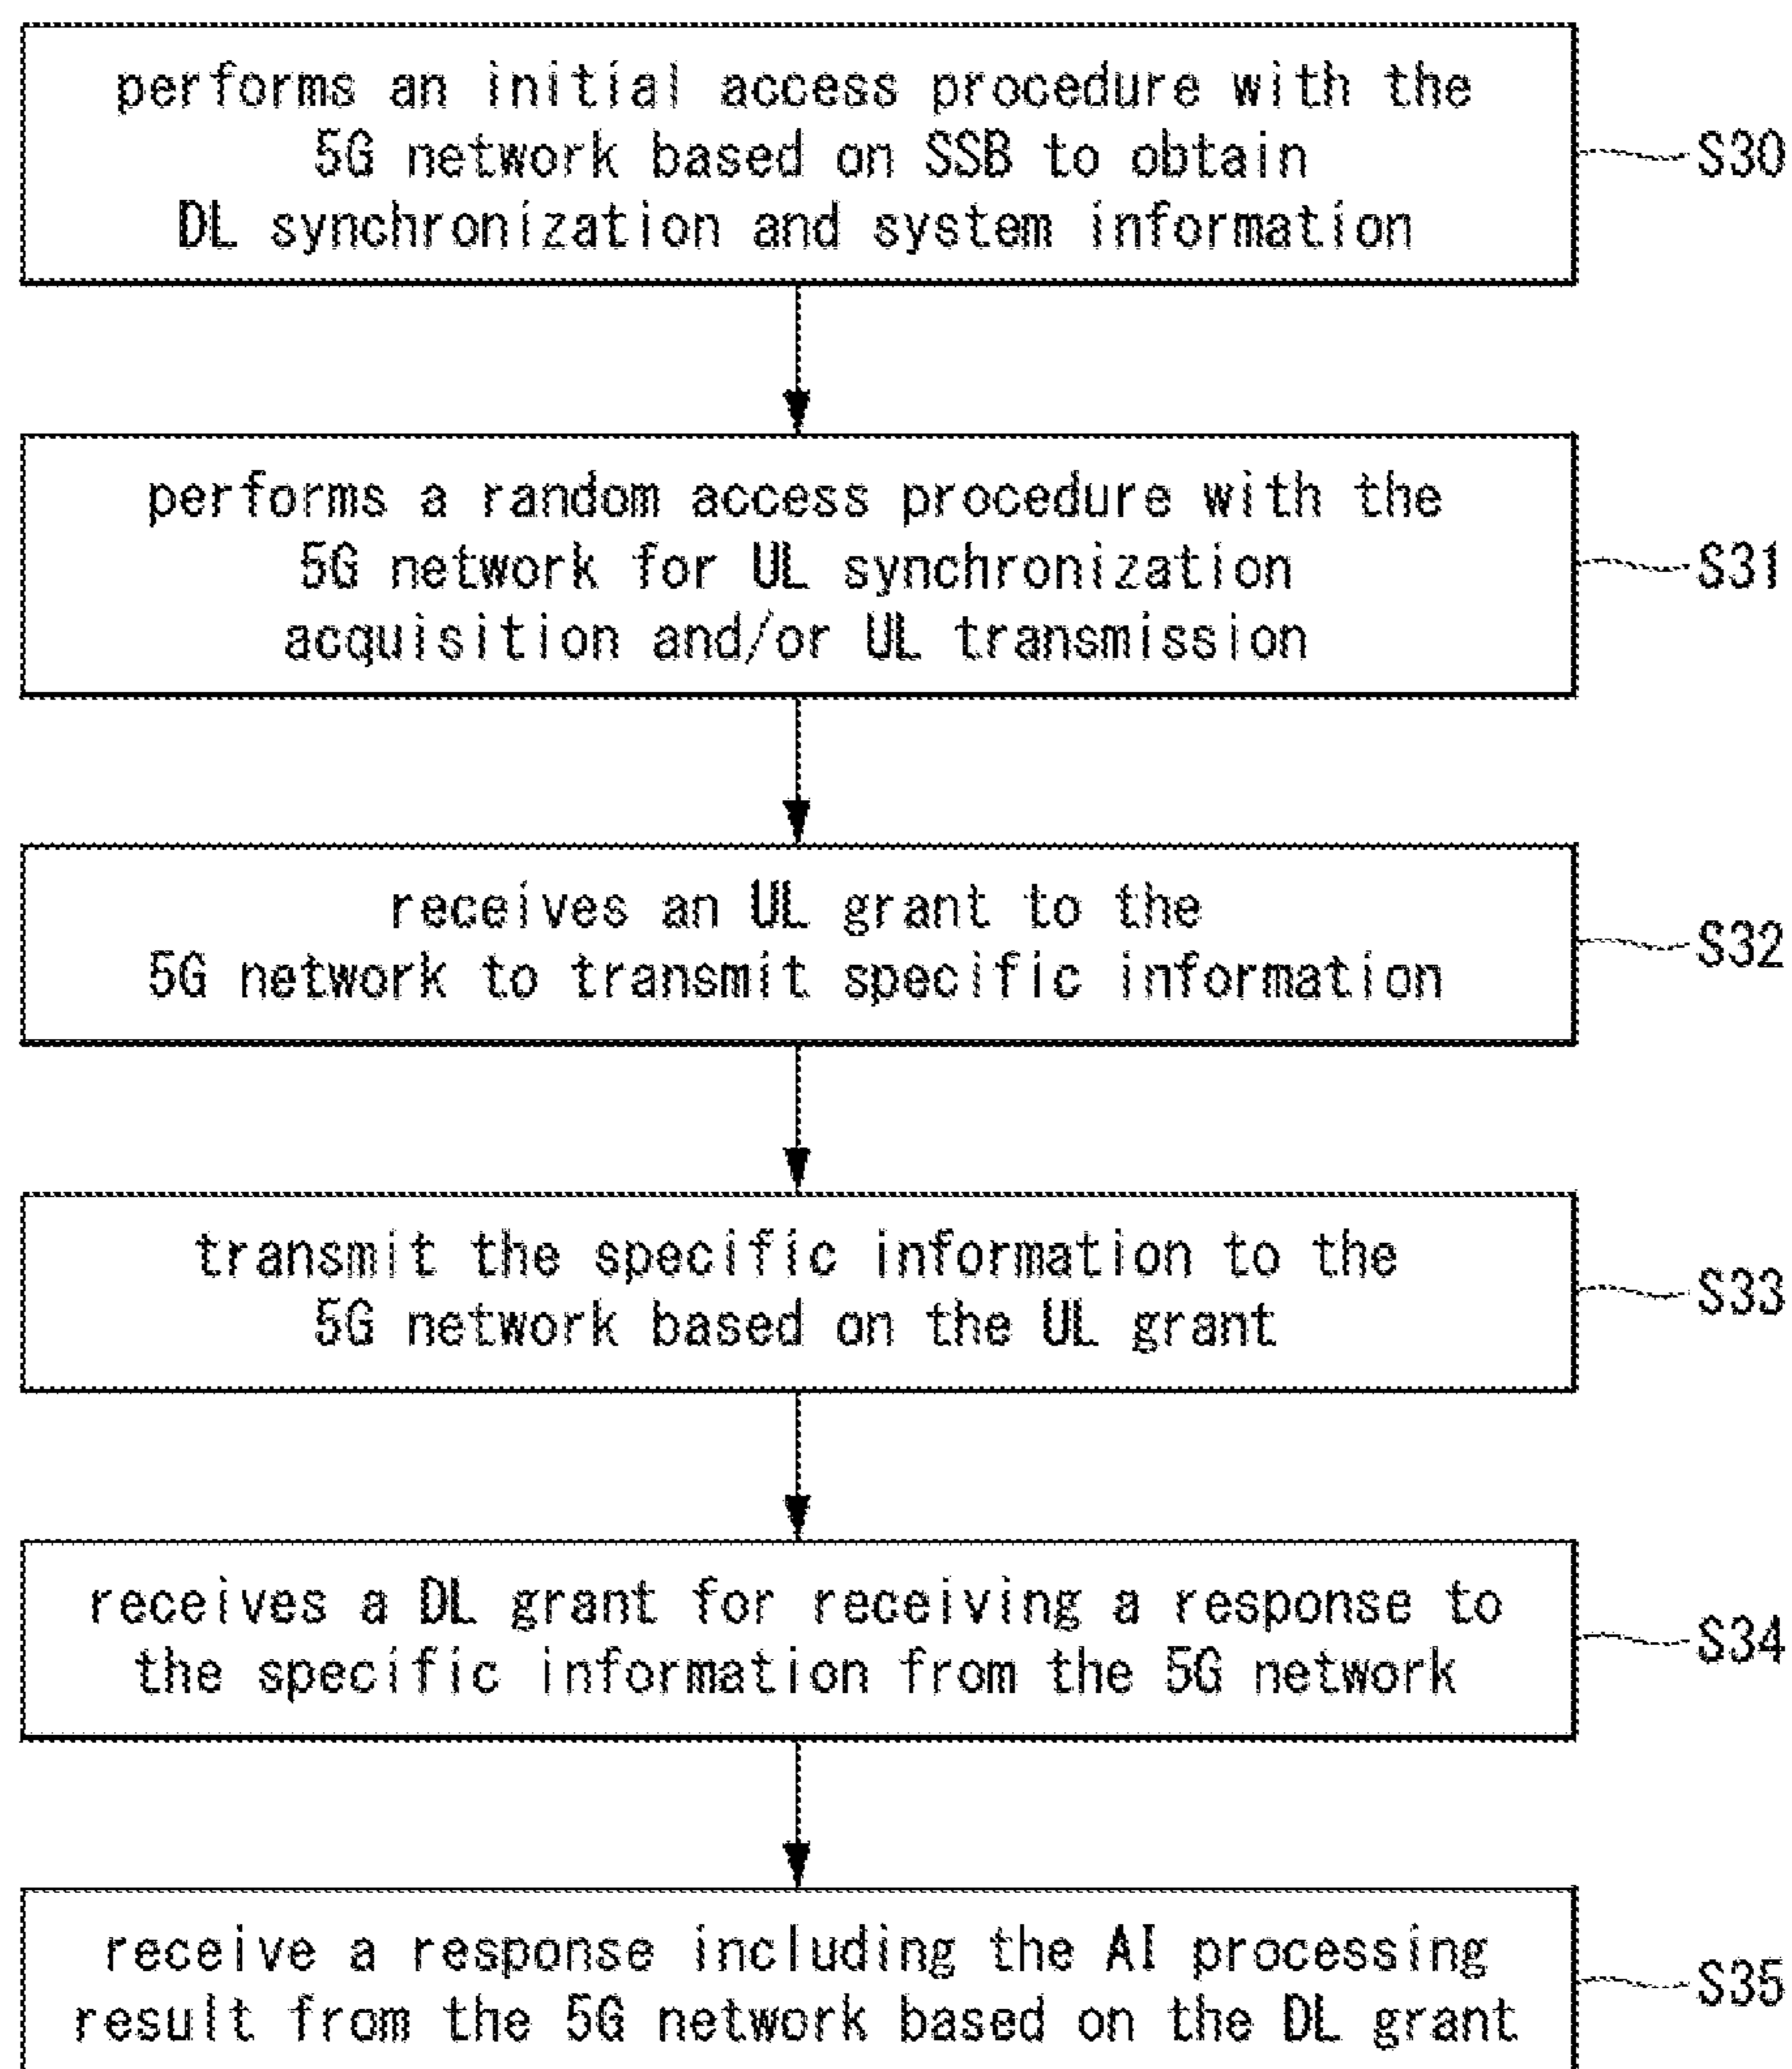 performs an initial access procedure with the
5G network based on SSB to obtain
DL synchronization and system information
S30
performs a random access procedure with the
5G network for UL synchronization
acquisition and/or UL transmission
S31
receives an UL grant to the
5G network to transmit specific information
S32
transmit the specific information to the
5G network based on the UL grant
S33
receives a DL grant for receiving a response to
the specific information from the 5G network
S34
receive a response including the AI processing
result from the 5G network based on the DL grant
S35